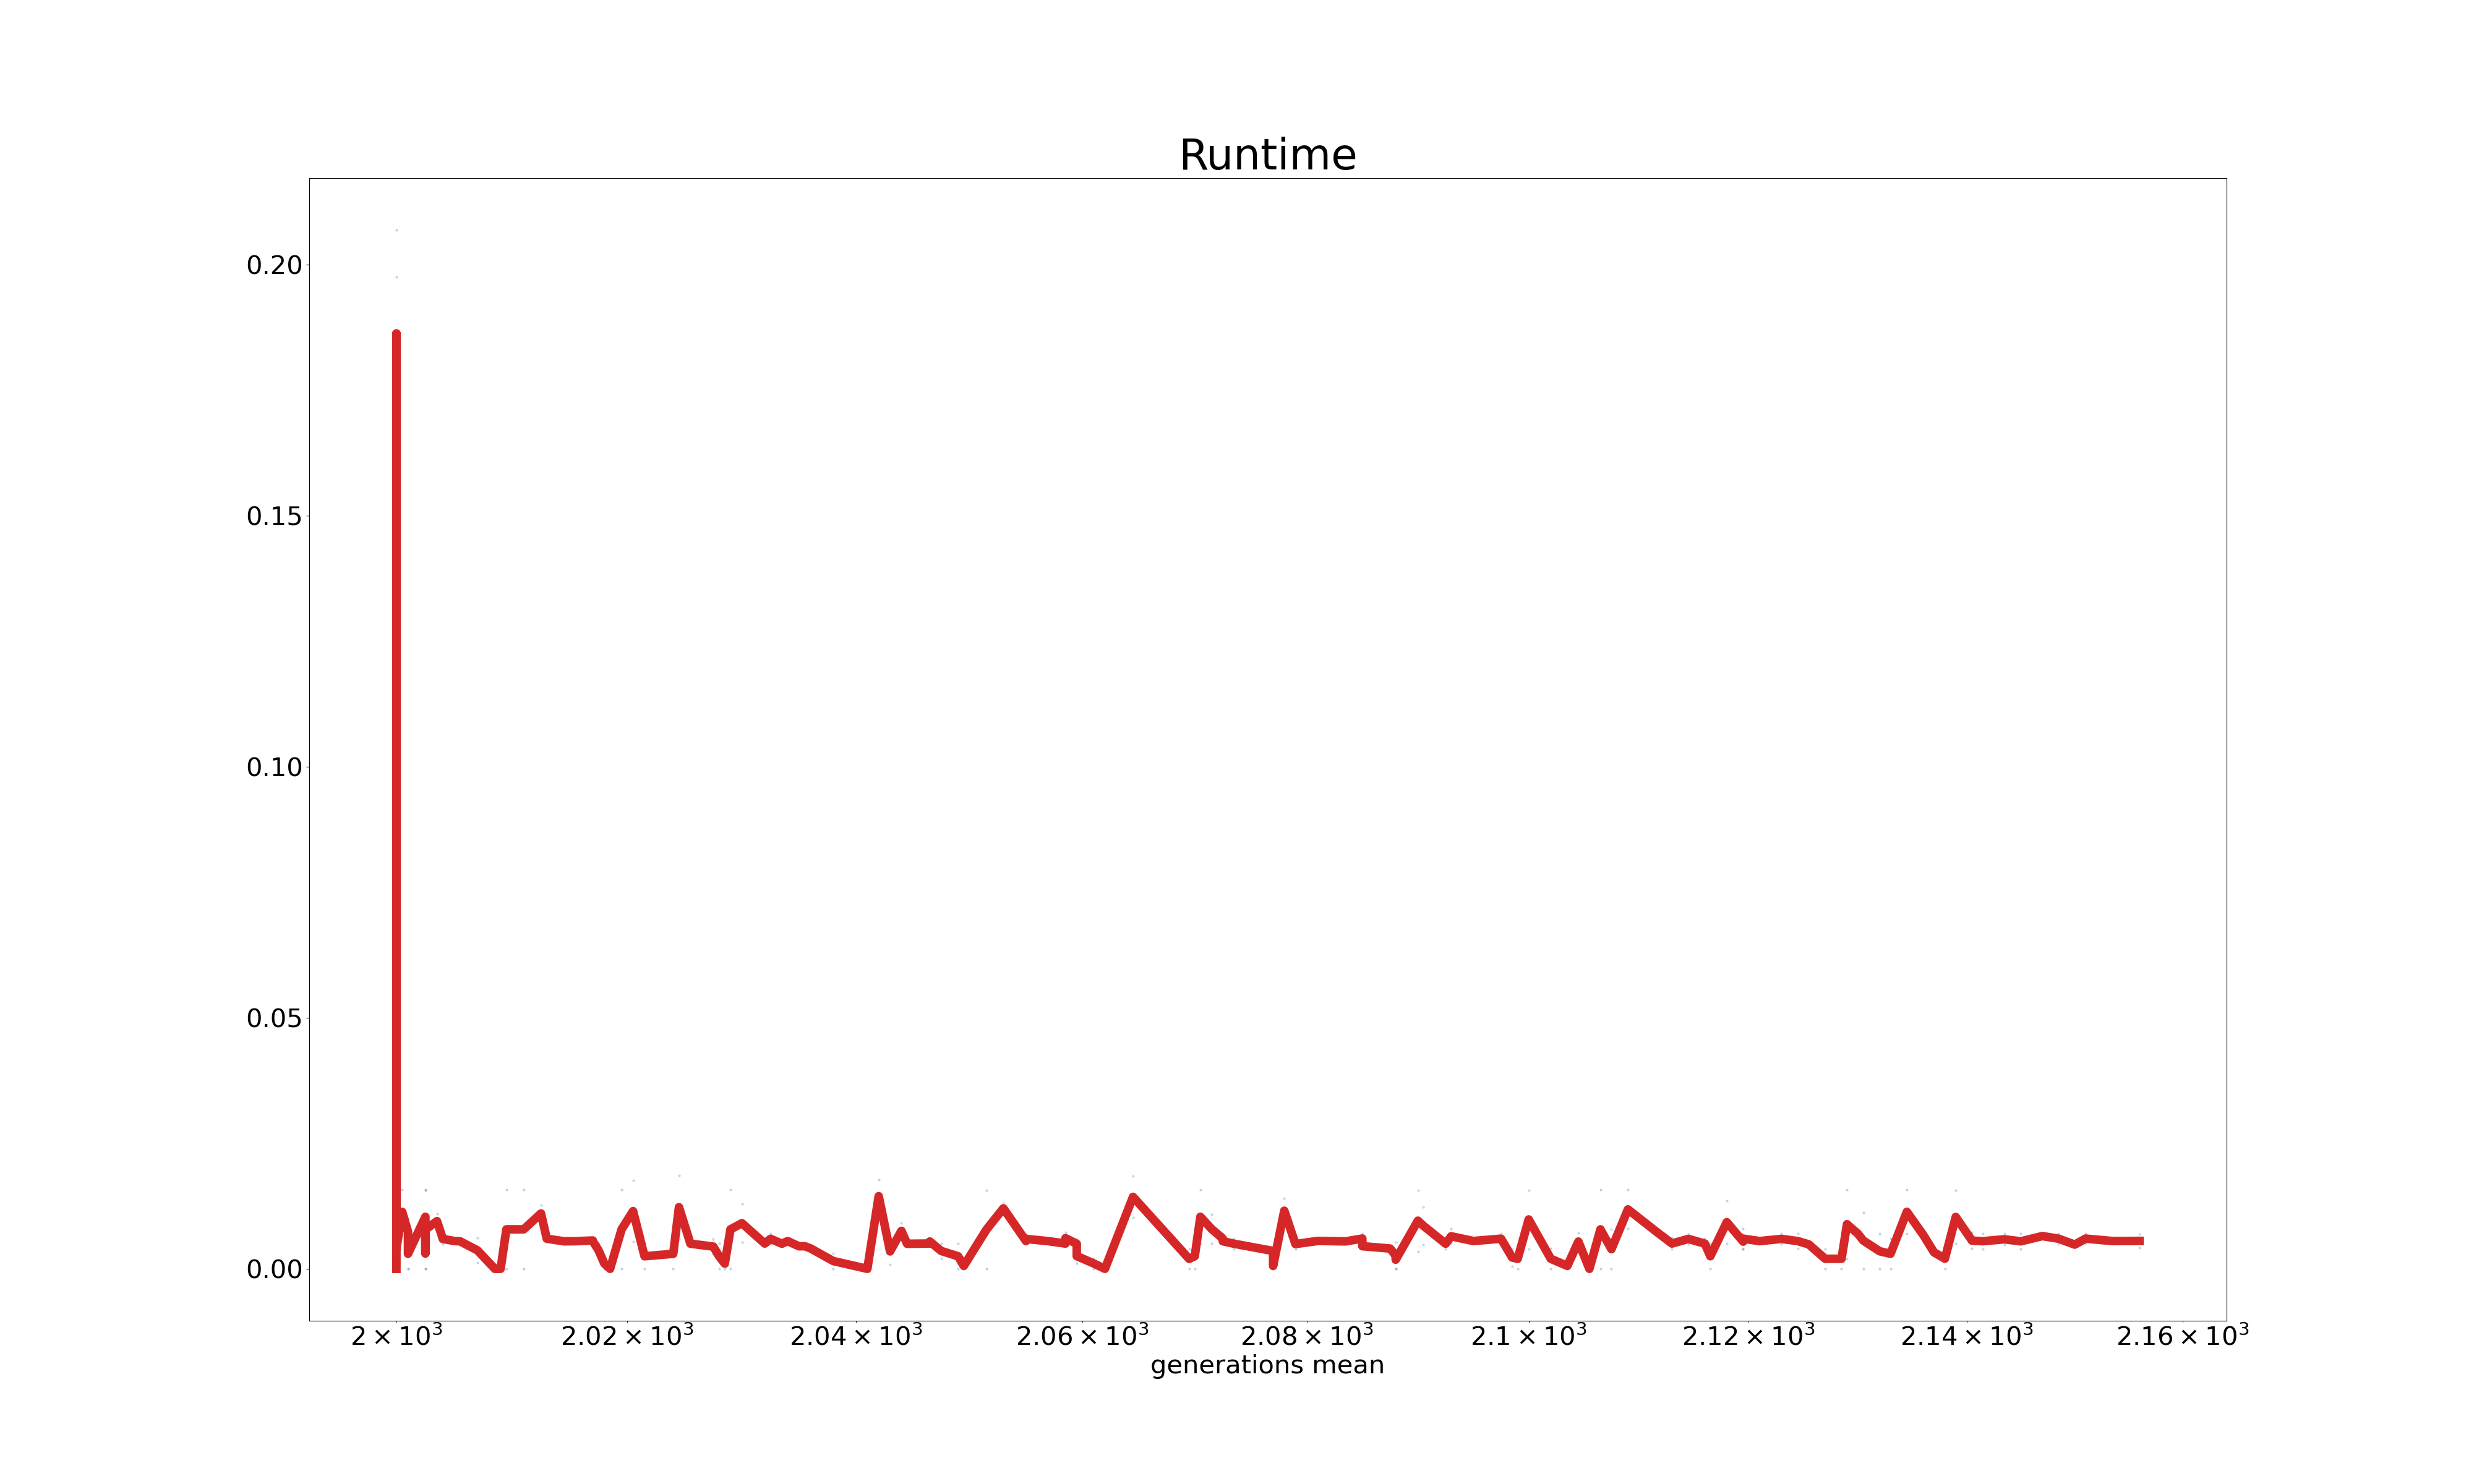 Runtime
0.20
0.15
0.10
0.05
0.00
2 × 10³ 2.02 × 10³ 2.04 × 10³ 2.06 × 10³ 2.08 × 10³ 2.1 × 10³ 2.12 × 10³ 2.14 × 10³ 2.16 × 10³
generations mean